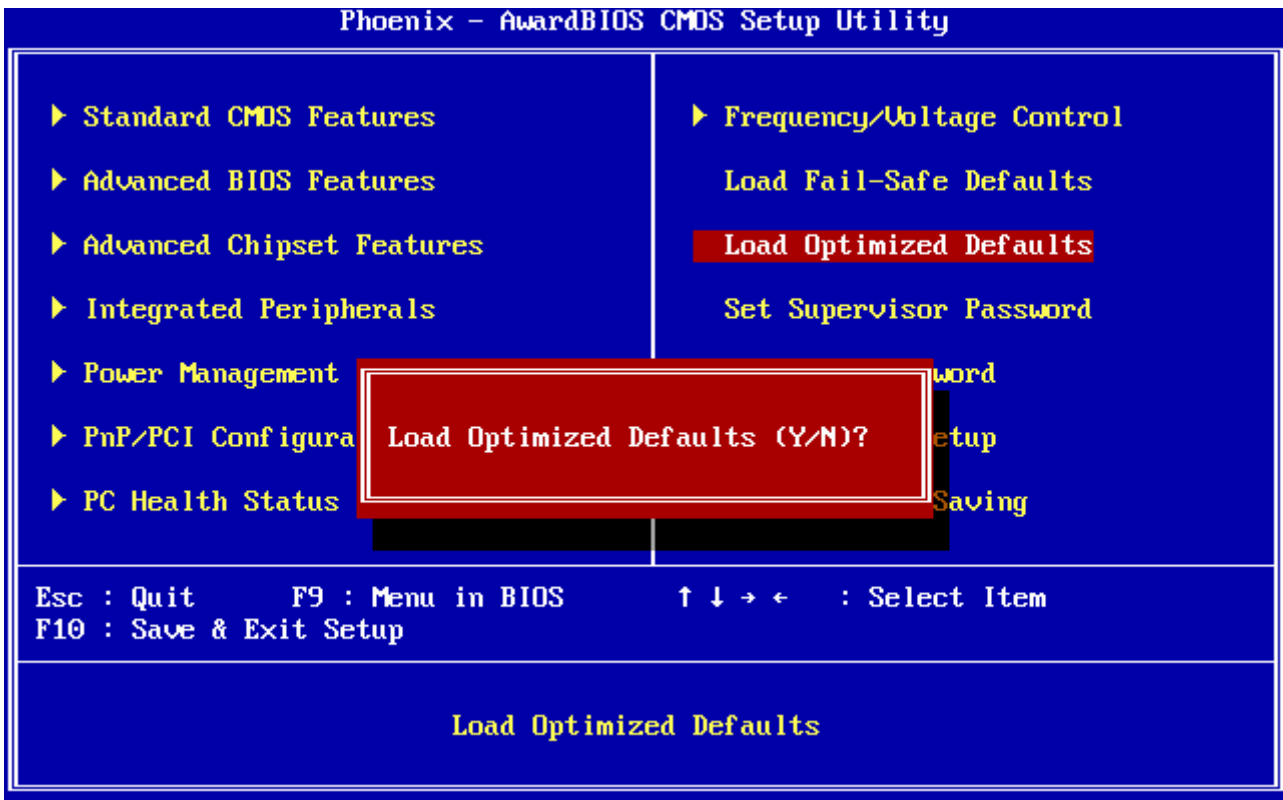 Phoenix - AwardBIOS CMOS Setup Utility
Standard CMOS Features
Advanced BIOS Features
Advanced Chipset Features
Integrated Peripherals
Power Management
PnP/PCI Configura
PC Health Status
Frequency/Voltage Control
Load Fail-Safe Defaults
Load Optimized Defaults
Set Supervisor Password
word
etup
Saving
Load Optimized Defaults (Y/N)?
Esc : Quit F9 : Menu in BIOS ↑ ↓ → ← : Select Item
F10 : Save & Exit Setup
Load Optimized Defaults